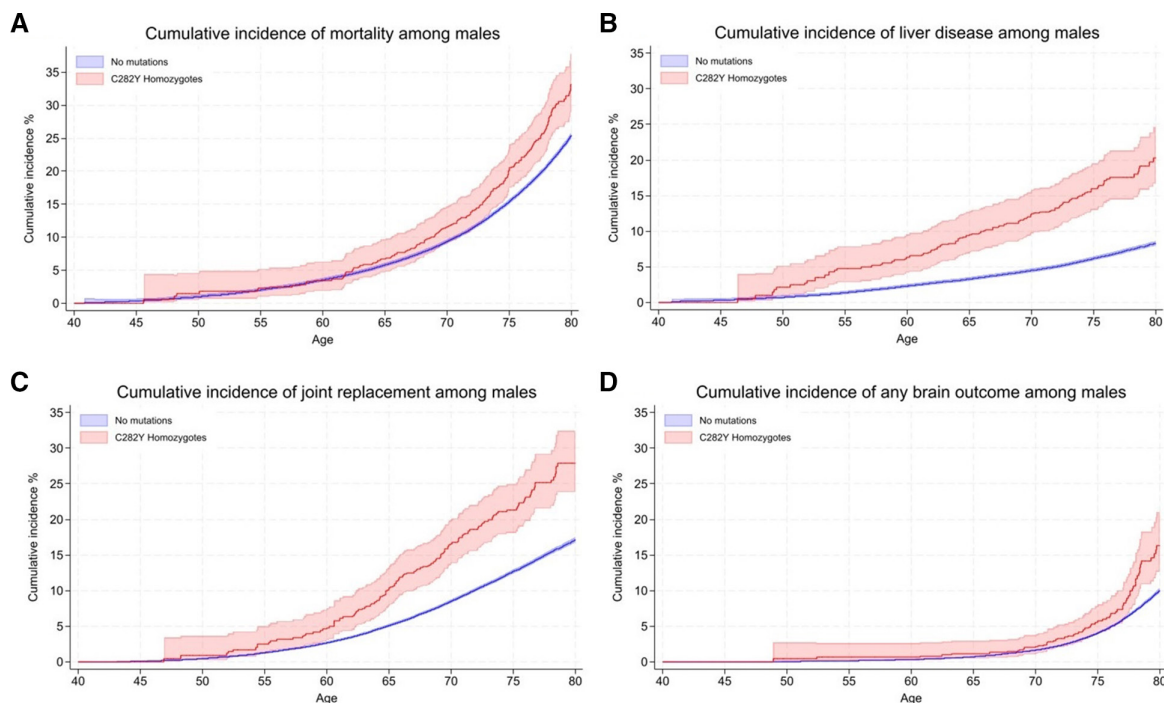 A
Cumulative incidence of mortality among males
No mutations
C282Y Homozygotes
Cumulative incidence %
35
30
25
20
15
10
5
0
40 45 50 55 60 65 70 75 80
Age
B
Cumulative incidence of liver disease among males
No mutations
C282Y Homozygotes
Cumulative incidence %
35
30
25
20
15
10
5
0
40 45 50 55 60 65 70 75 80
Age
C
Cumulative incidence of joint replacement among males
No mutations
C282Y Homozygotes
Cumulative incidence %
35
30
25
20
15
10
5
0
40 45 50 55 60 65 70 75 80
Age
D
Cumulative incidence of any brain outcome among males
No mutations
C282Y Homozygotes
Cumulative incidence %
35
30
25
20
15
10
5
0
40 45 50 55 60 65 70 75 80
Age